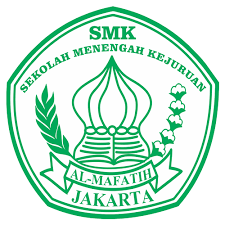 SMK
SEKOLAH MENENGAH KEJURUAN
AL-MAFATIH
JAKARTA